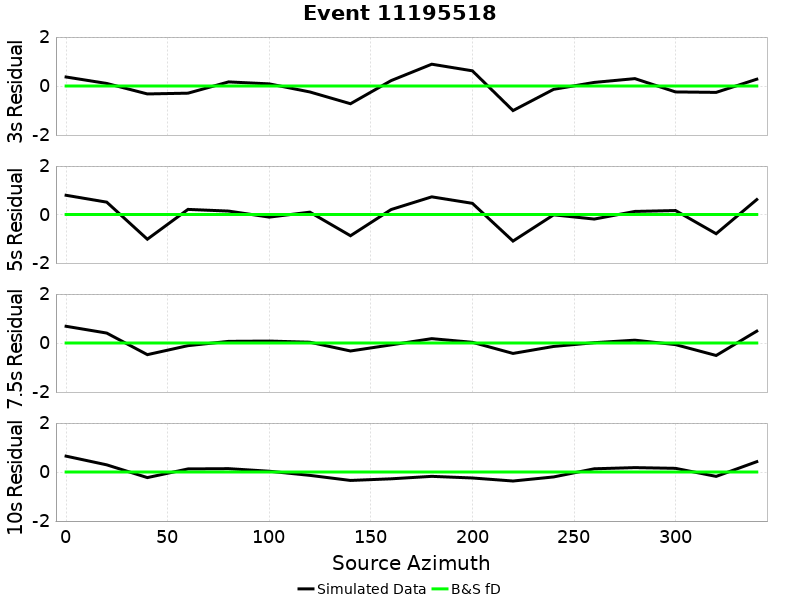 Event 11195518
3s Residual
2
0
-2
5s Residual
2
0
-2
7.5s Residual
2
0
-2
10s Residual
2
0
-2
0 50 100 150 200 250 300
Source Azimuth
Simulated Data B&S fD